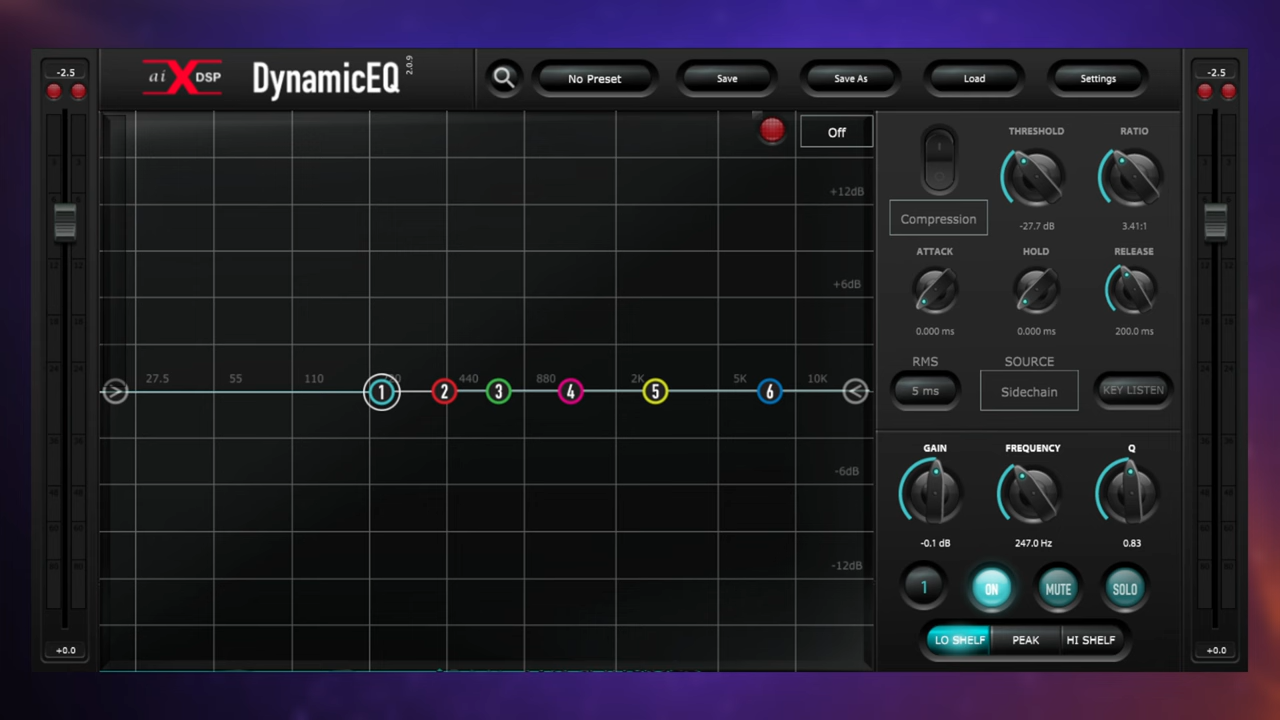 -2.5
ai X DSP
DynamicEQ
2.0.9
No Preset
Save
Save As
Load
Settings
-2.5
Off
+12dB
+6dB
27.5
55
110
440
880
2K
5K
10K
1
2
3
4
5
6
-6dB
-12dB
THRESHOLD
RATIO
Compression
-27.7 dB
3.41:1
ATTACK
HOLD
RELEASE
0.000 ms
0.000 ms
200.0 ms
RMS
SOURCE
5 ms
Sidechain
KEY LISTEN
GAIN
FREQUENCY
Q
-0.1 dB
247.0 Hz
0.83
1
ON
MUTE
SOLO
LO SHELF
PEAK
HI SHELF
+0.0
+0.0